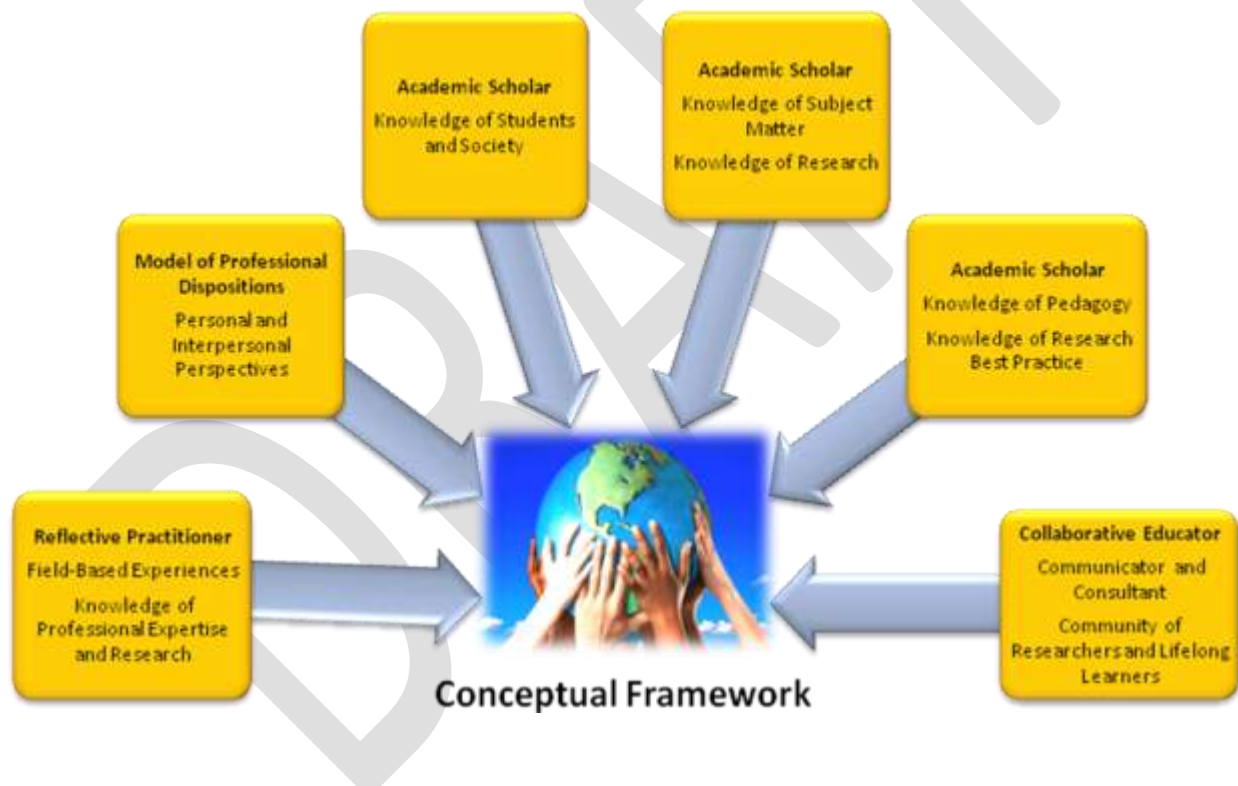 Academic Scholar
Knowledge of Students
and Society
Academic Scholar
Knowledge of Subject
Matter
Knowledge of Research
Model of Professional
Dispositions
Personal and
Interpersonal
Perspectives
Academic Scholar
Knowledge of Pedagogy
Knowledge of Research
Best Practice
Reflective Practitioner
Field-Based Experiences
Knowledge of
Professional Expertise
and Research
Collaborative Educator
Communicator and
Consultant
Community of
Researchers and Lifelong
Learners
Conceptual Framework
DRAFT